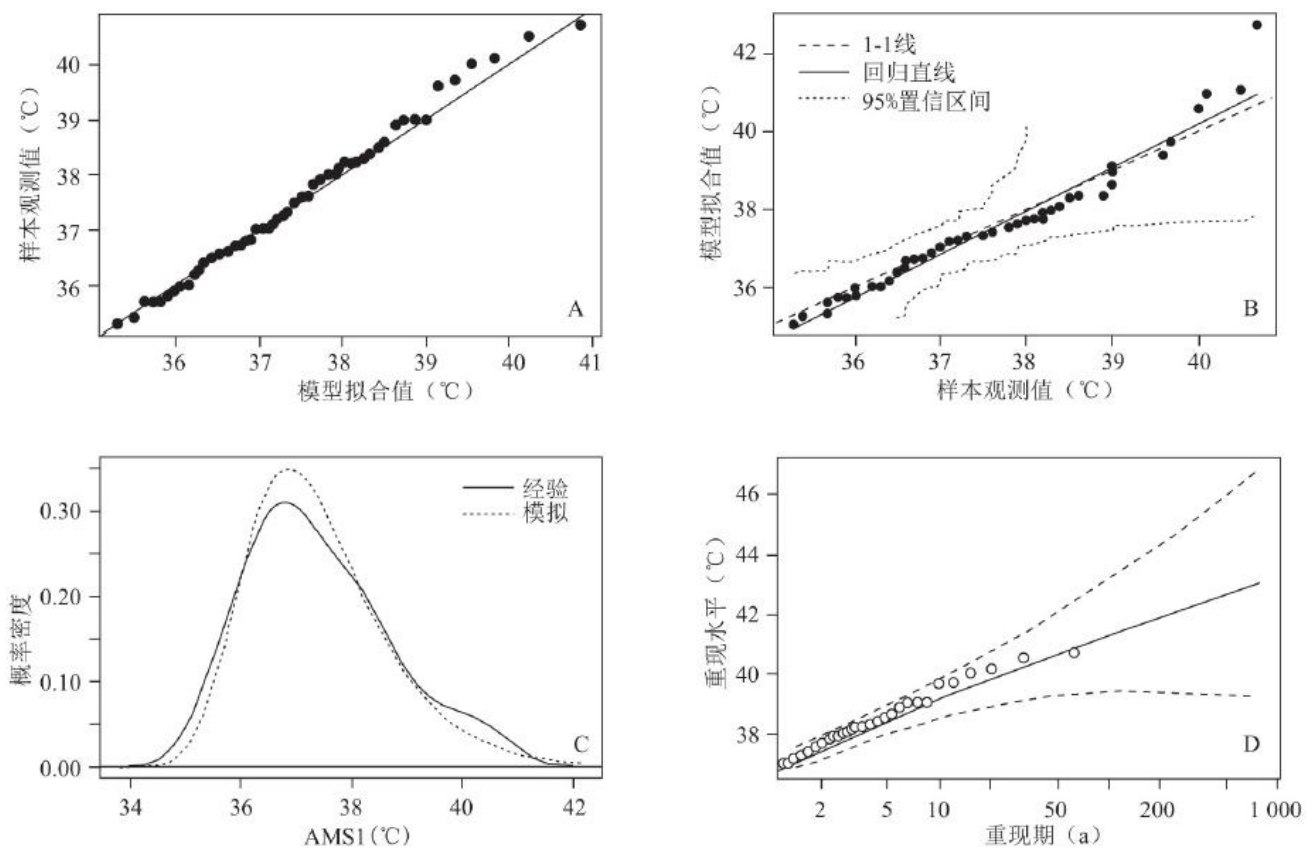 40
39
38
37
36
样本观测值（℃）
A
36
37
38
39
40
41
模型拟合值（℃）
42
40
38
36
模型拟合值（℃）
1-1线
回归直线
95%置信区间
B
36
37
38
39
40
样本观测值（℃）
0.30
0.20
0.10
0.00
概率密度
经验
模拟
C
34
36
38
40
42
AMS1(℃)
46
44
42
40
38
重现水平（℃）
D
2
5
10
50
200
1 000
重现期（a）